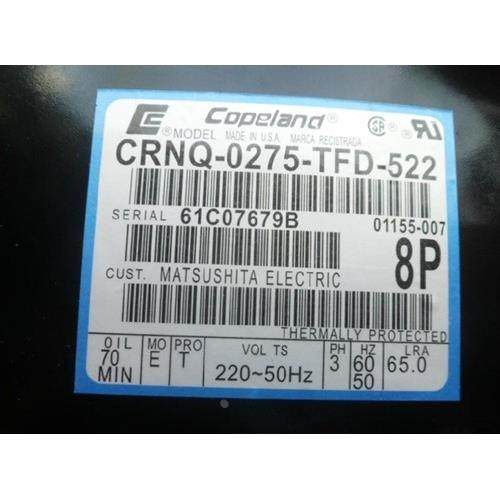 CE Copeland®
®MODEL MADE IN U.S.A. MARCA REGISTRADA
CRNQ-0275-TFD-522
SERIAL 61C07679B 01155-007
8P
CUST. MATSUSHITA ELECTRIC
THERMALLY PROTECTED
OIL MO PRO VOL TS PH HZ LRA
70 E T 220~50Hz 3 60 65.0
MIN 50